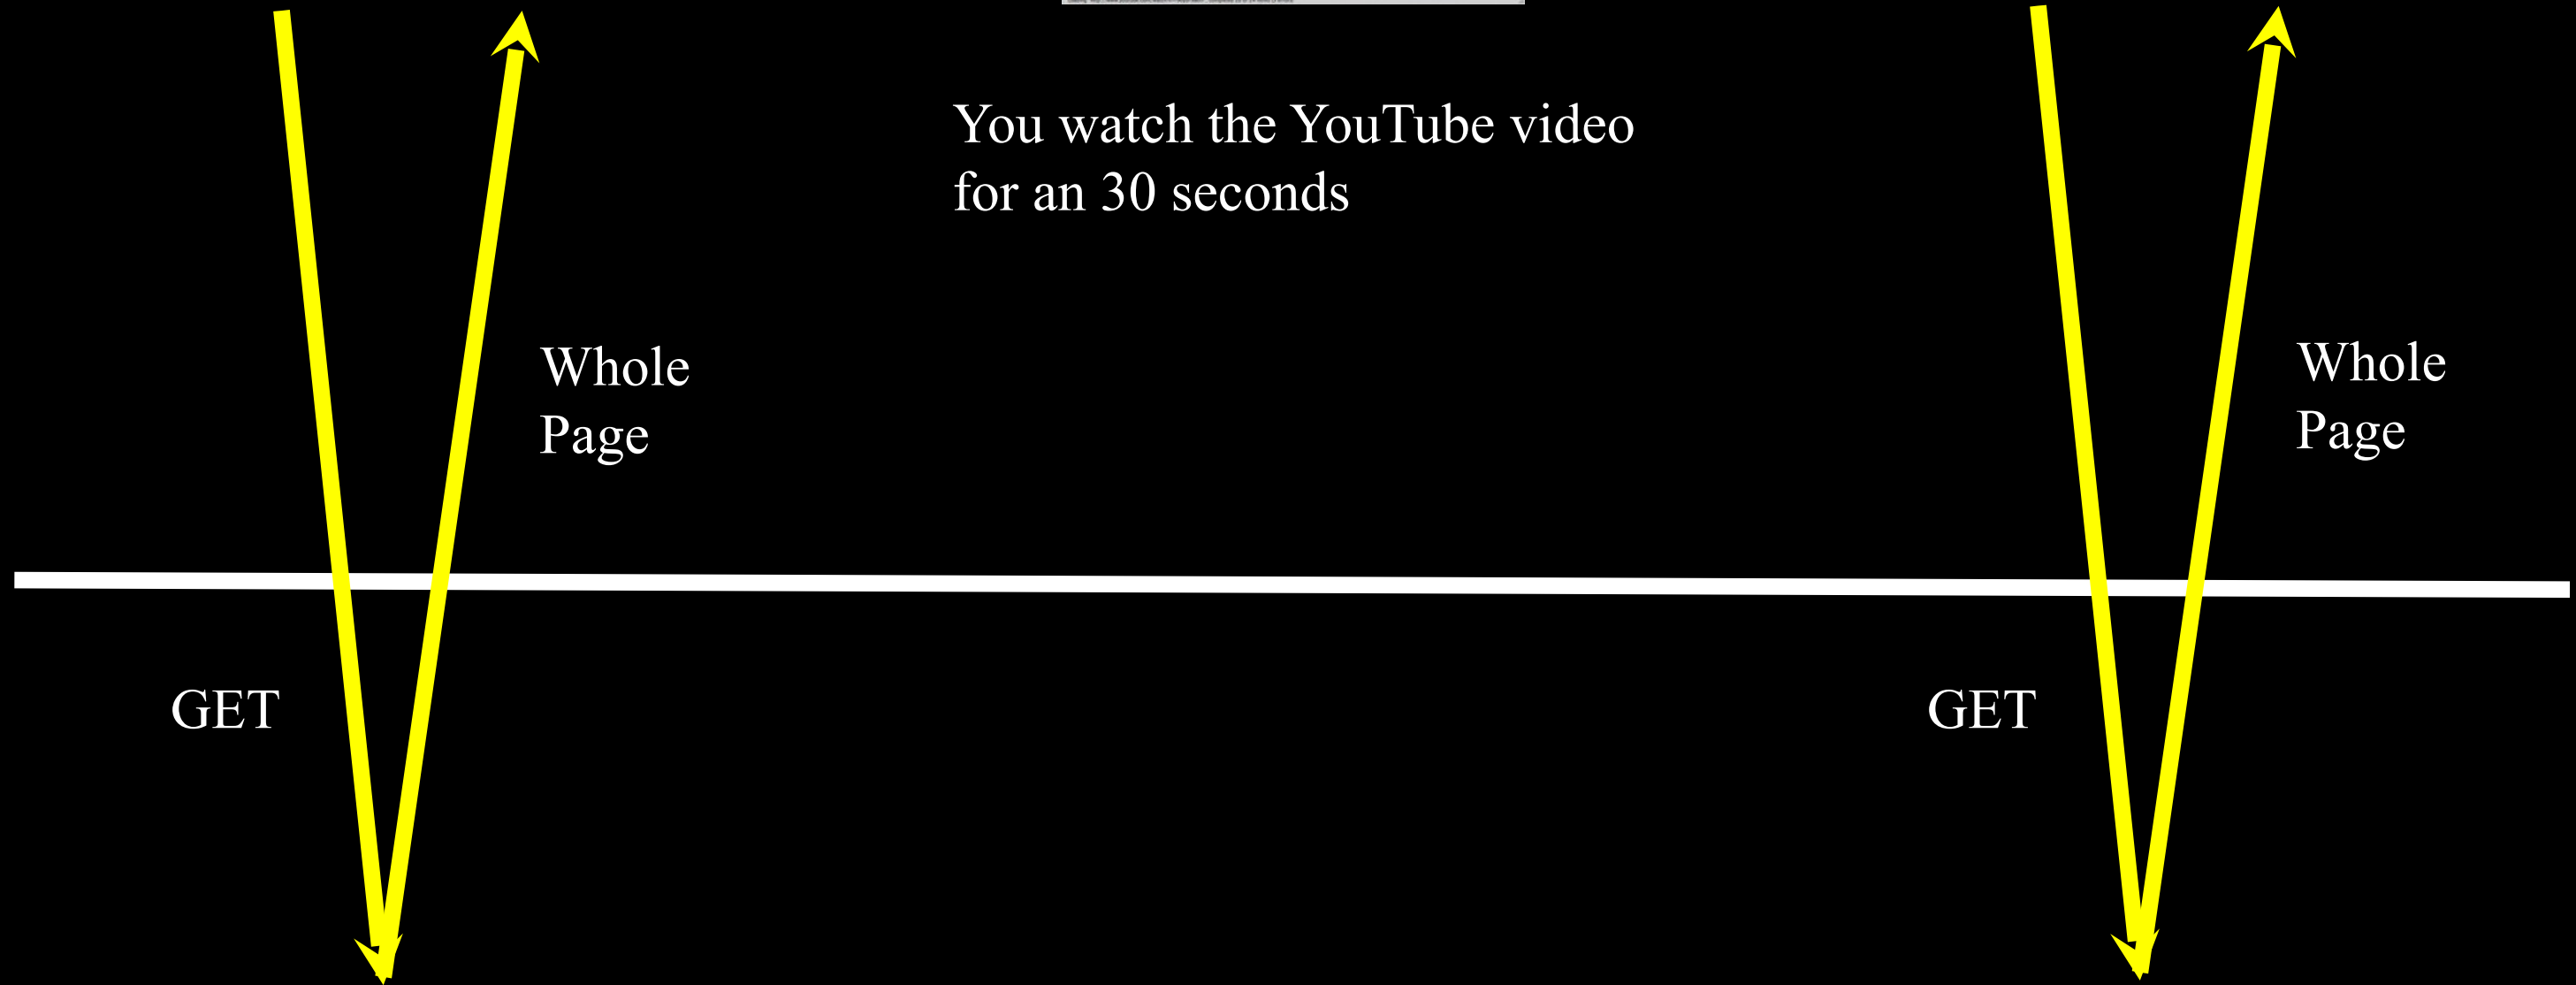 You watch the YouTube video
for an 30 seconds
Whole
Page
Whole
Page
GET
GET